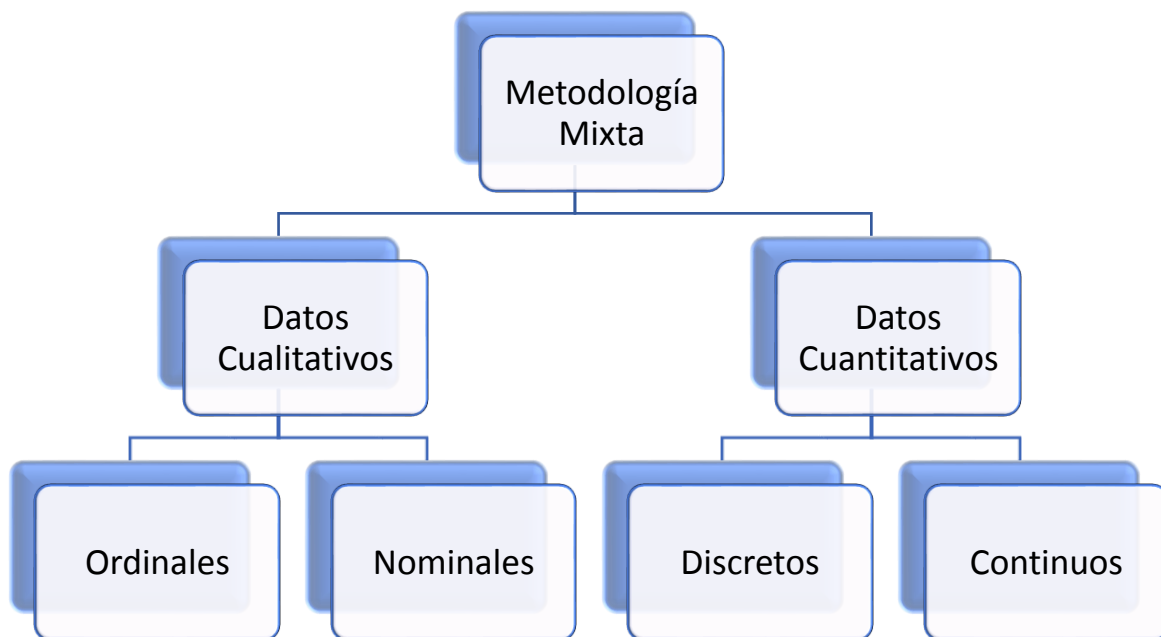 Metodología
Mixta
Datos
Cualitativos
Datos
Cuantitativos
Ordinales
Nominales
Discretos
Continuos